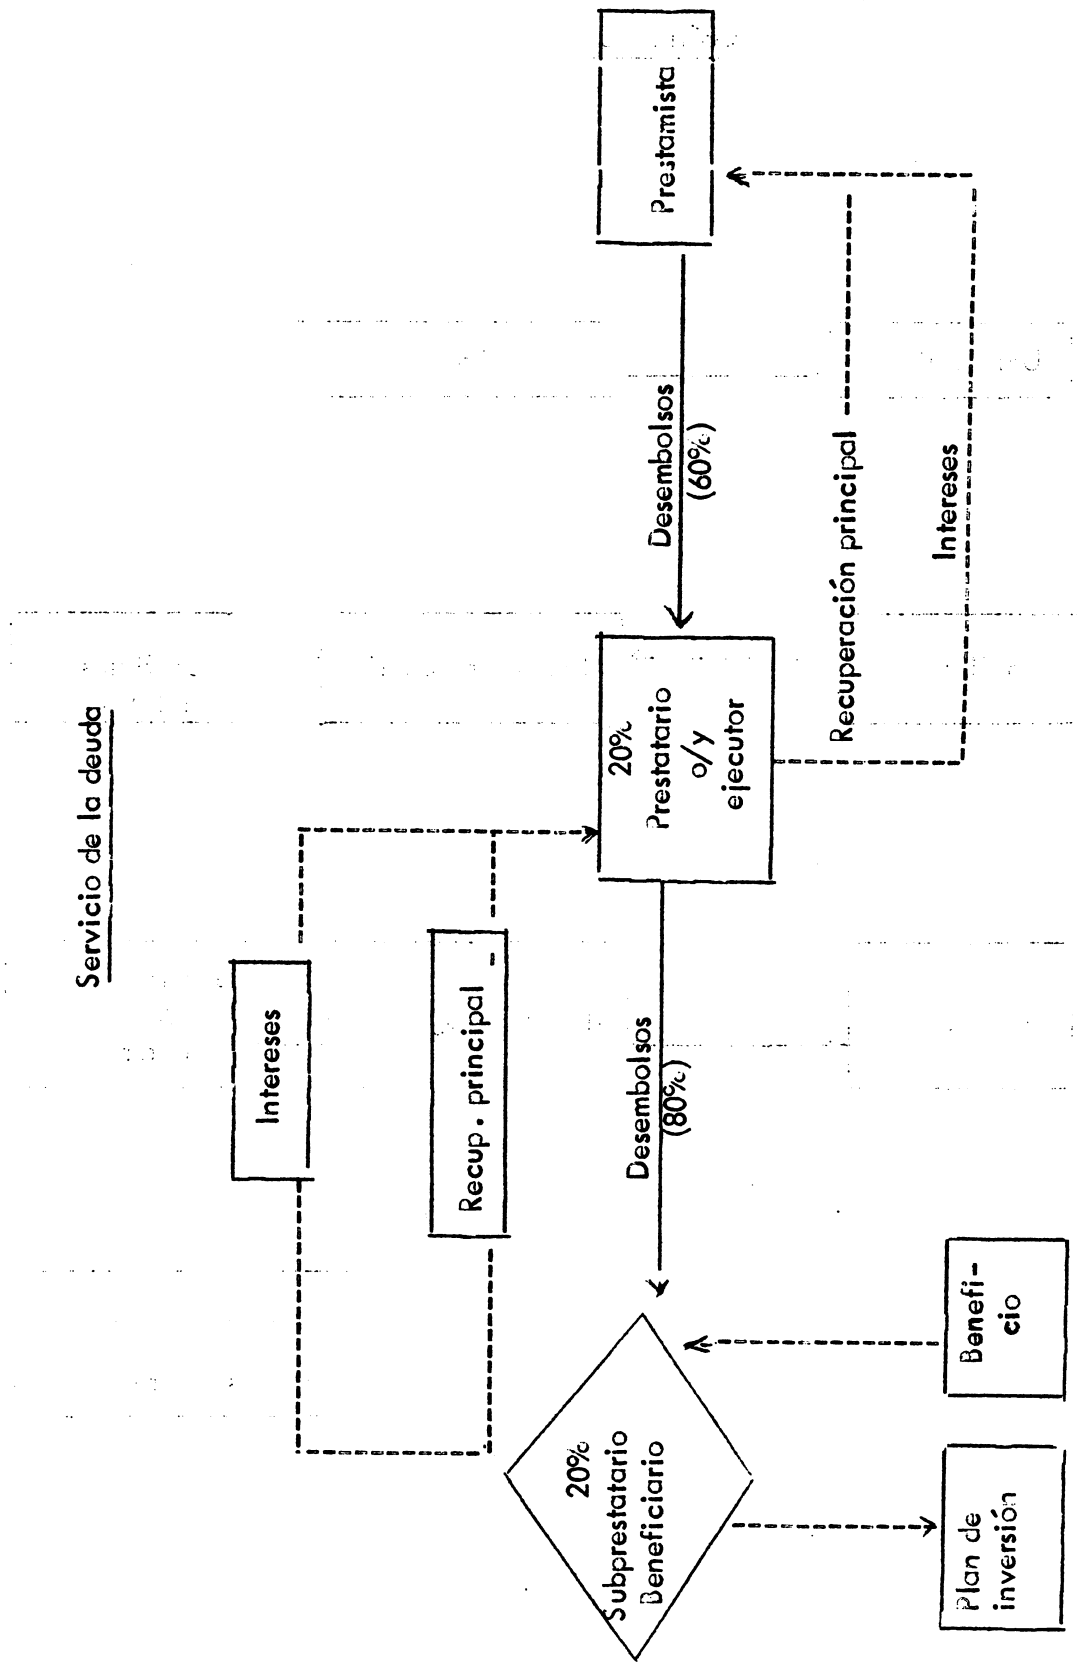 Servicio de la deuda
Intereses
Recup. principal
20%
Subprestatario
Beneficiario
Desembolsos
(80%)
20%
Prestatario
o/y
ejecutor
Desembolsos
(60%)
Prestamista
Plan de
inversión
Benefi-
cio
Recuperación principal
Intereses